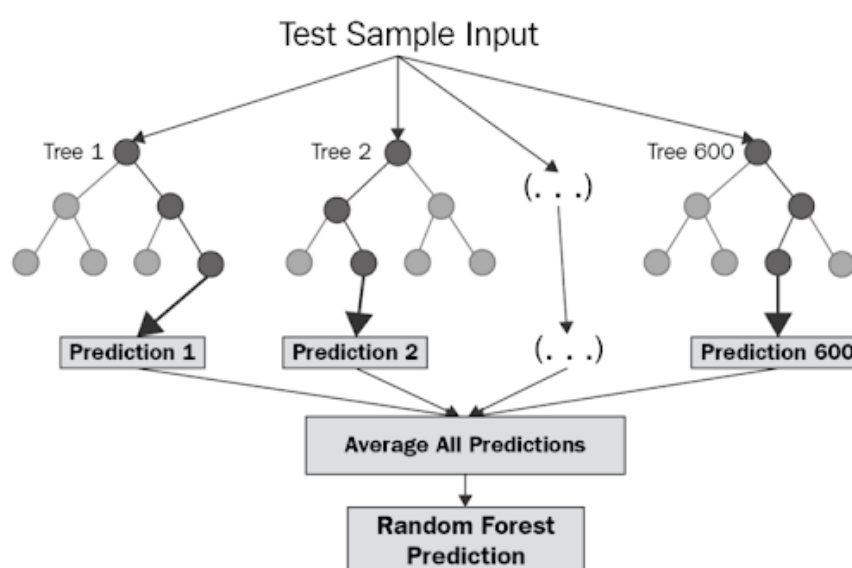 Test Sample Input
Tree 1
Tree 2
Tree 600
(. . .)
Prediction 1
Prediction 2
(. . .)
Prediction 600
Average All Predictions
Random Forest
Prediction